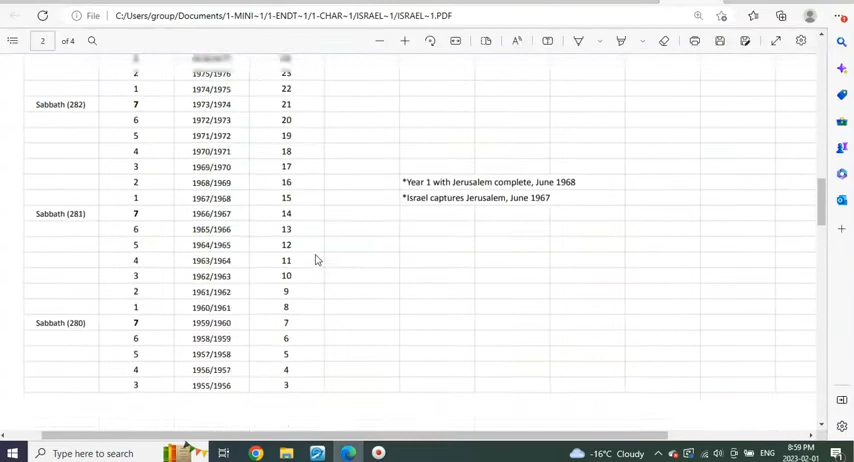 File | C:/Users/group/Documents/1-MINI~1/1-ENDT~1/1-CHAR~1/ISRAEL~1/ISRAEL~1.PDF
2 of 4
2 1975/1976 23
1 1974/1975 22
Sabbath (282) 7 1973/1974 21
6 1972/1973 20
5 1971/1972 19
4 1970/1971 18
3 1969/1970 17
2 1968/1969 16 *Year 1 with Jerusalem complete, June 1968
1 1967/1968 15 *Israel captures Jerusalem, June 1967
Sabbath (281) 7 1966/1967 14
6 1965/1966 13
5 1964/1965 12
4 1963/1964 11
3 1962/1963 10
2 1961/1962 9
1 1960/1961 8
Sabbath (280) 7 1959/1960 7
6 1958/1959 6
5 1957/1958 5
4 1956/1957 4
3 1955/1956 3
Type here to search
-16°C Cloudy
ENG
8:59 PM
2023-02-01